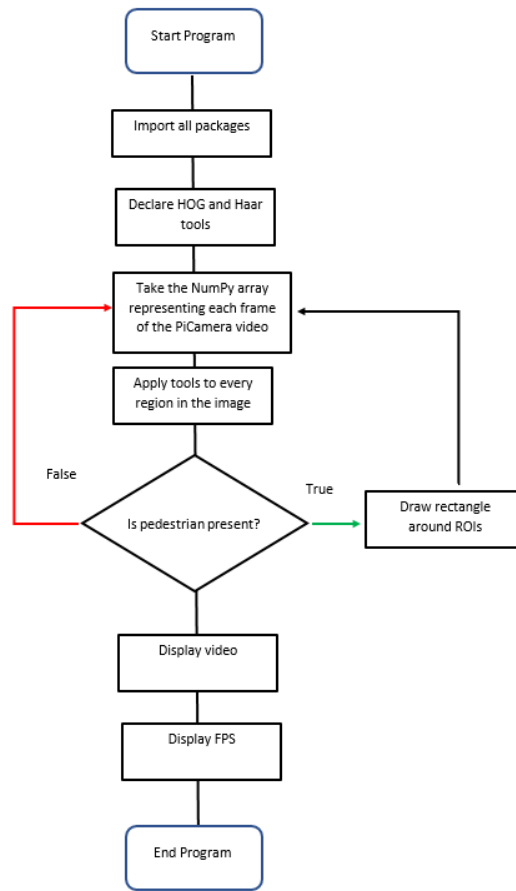 Start Program
Import all packages
Declare HOG and Haar
tools
Take the NumPy array
representing each frame
of the PiCamera video
Apply tools to every
region in the image
False
True
Is pedestrian present?
Draw rectangle
around ROIs
Display video
Display FPS
End Program